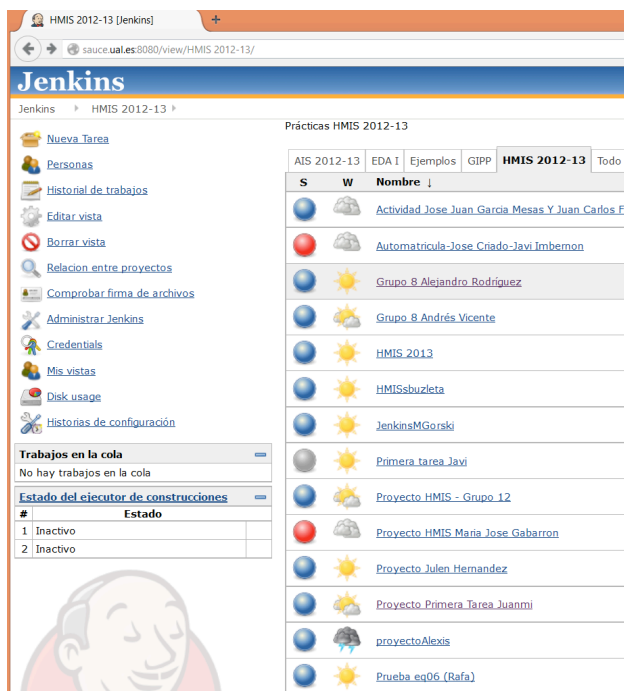 HMIS 2012-13 [Jenkins]
sauce.ual.es:8080/view/HMIS 2012-13/
Jenkins
Jenkins HMIS 2012-13
Nueva Tarea
Personas
Historial de trabajos
Editar vista
Borrar vista
Relacion entre proyectos
Comprobar firma de archivos
Administrar Jenkins
Credentials
Mis vistas
Disk usage
Historias de configuración
Trabajos en la cola
No hay trabajos en la cola
Estado del ejecutor de construcciones
# Estado
1 Inactivo
2 Inactivo
Prácticas HMIS 2012-13
AIS 2012-13 EDA I Ejemplos GIPP HMIS 2012-13 Todo
S W Nombre ↓
Actividad Jose Juan Garcia Mesas Y Juan Carlos F
Automatricula-Jose Criado-Javi Imbernon
Grupo 8 Alejandro Rodríguez
Grupo 8 Andrés Vicente
HMIS 2013
HMISsbuzleta
JenkinsMGorski
Primera tarea Javi
Proyecto HMIS - Grupo 12
Proyecto HMIS Maria Jose Gabarron
Proyecto Julen Hernandez
Proyecto Primera Tarea Juanmi
proyectoAlexis
Prueba eq06 (Rafa)